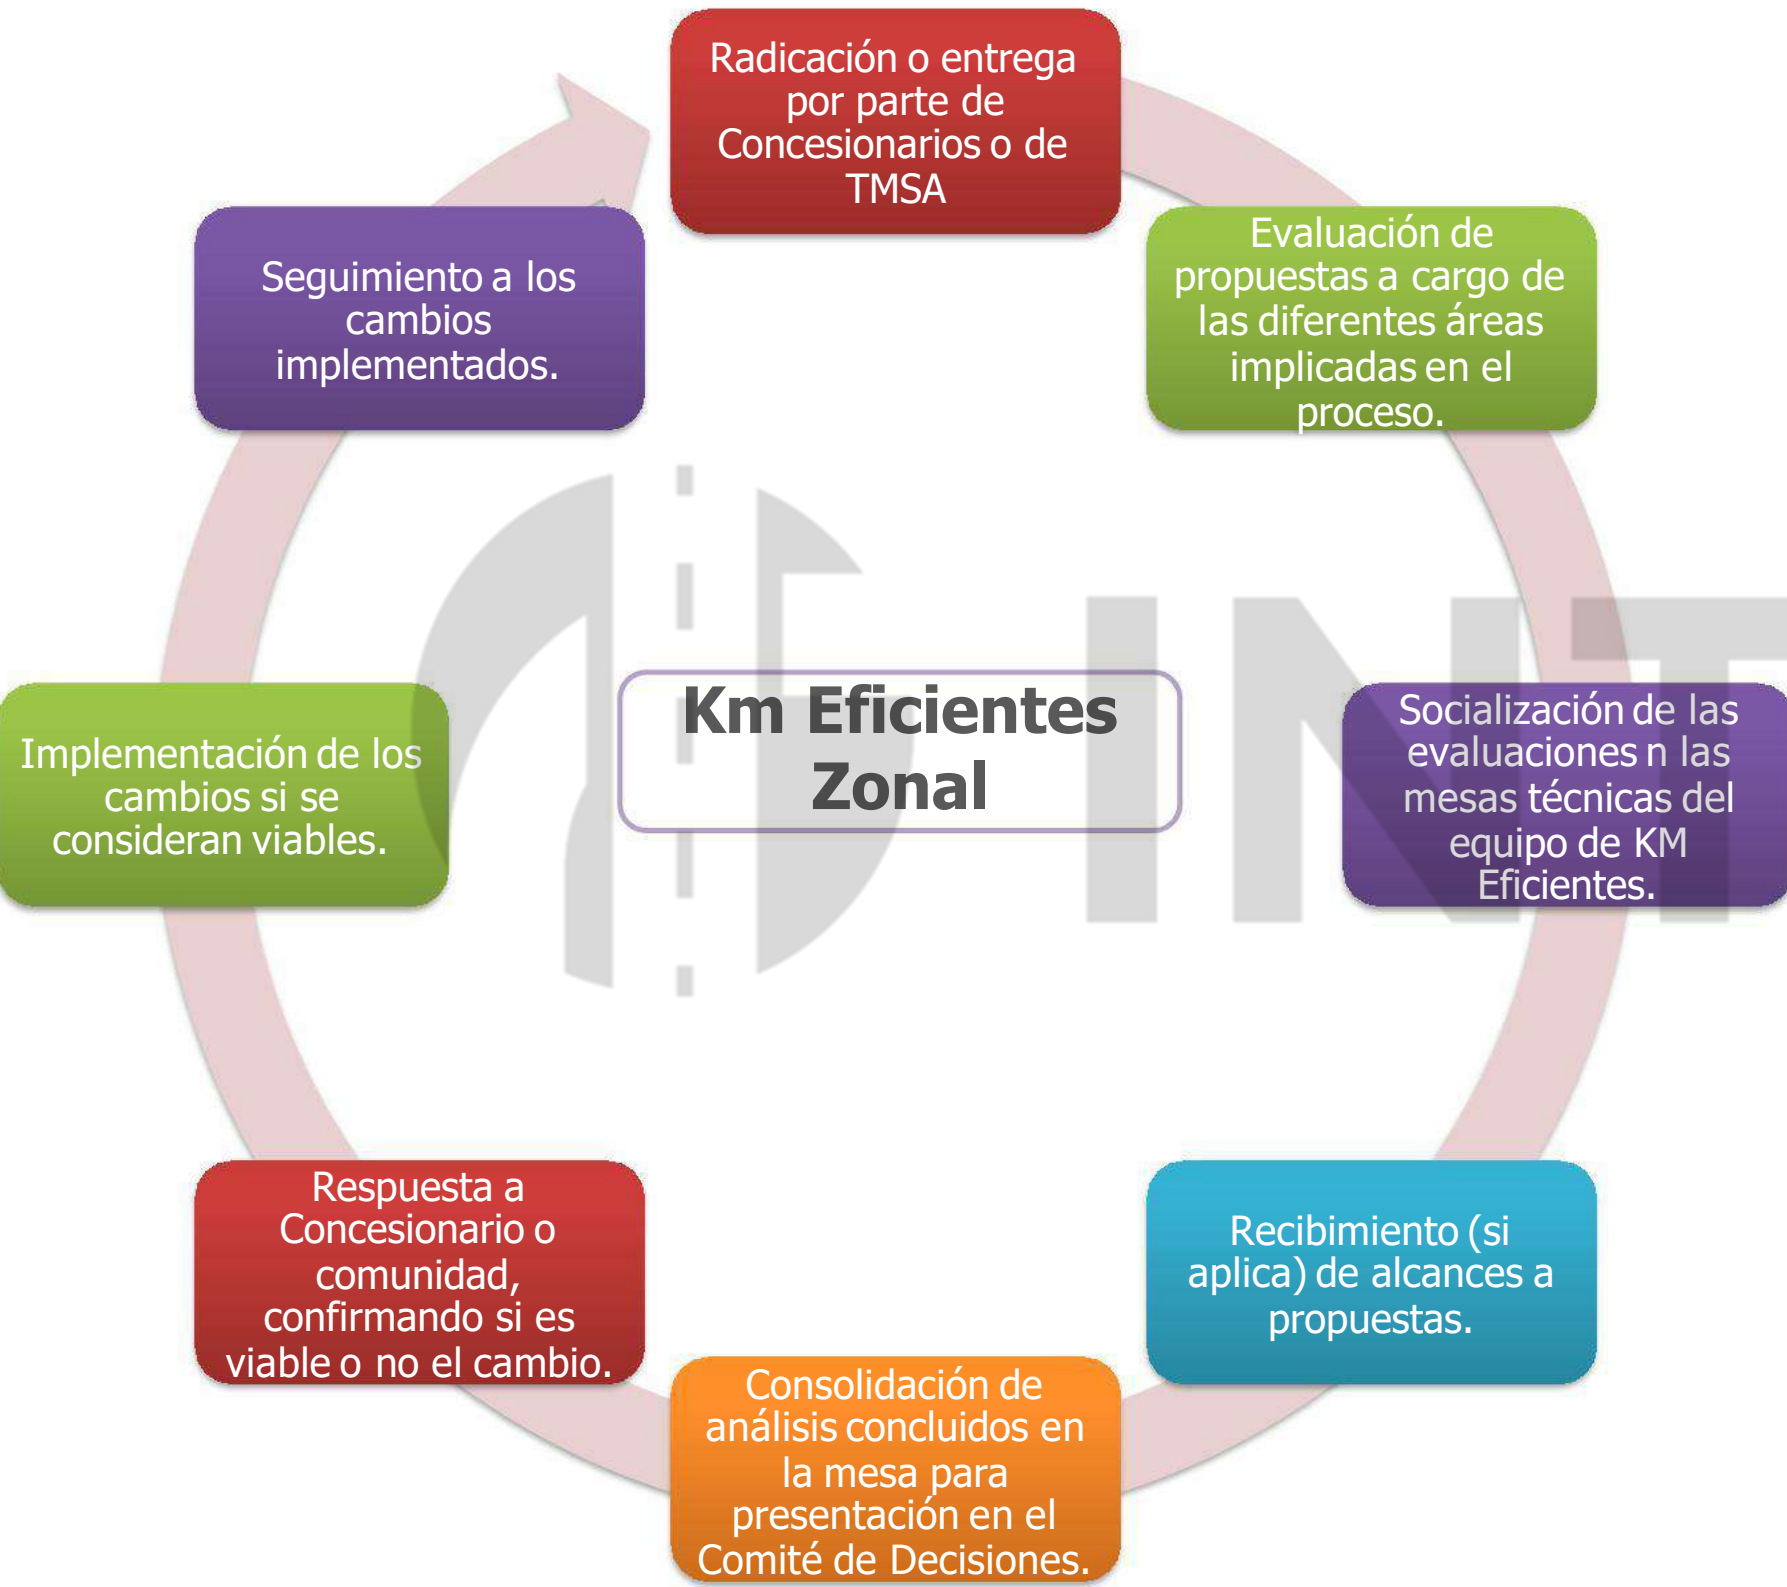 Radicación o entrega
por parte de
Concesionarios o de
TMSA
Evaluación de
propuestas a cargo de
las diferentes áreas
implicadas en el
proceso.
Socialización de las
evaluaciones n las
mesas técnicas del
equipo de KM
Eficientes.
Recibimiento (si
aplica) de alcances a
propuestas.
Consolidación de
análisis concluidos en
la mesa para
presentación en el
Comité de Decisiones.
Respuesta a
Concesionario o
comunidad,
confirmando si es
viable o no el cambio.
Implementación de los
cambios si se
consideran viables.
Seguimiento a los
cambios
implementados.
Km Eficientes
Zonal
INT